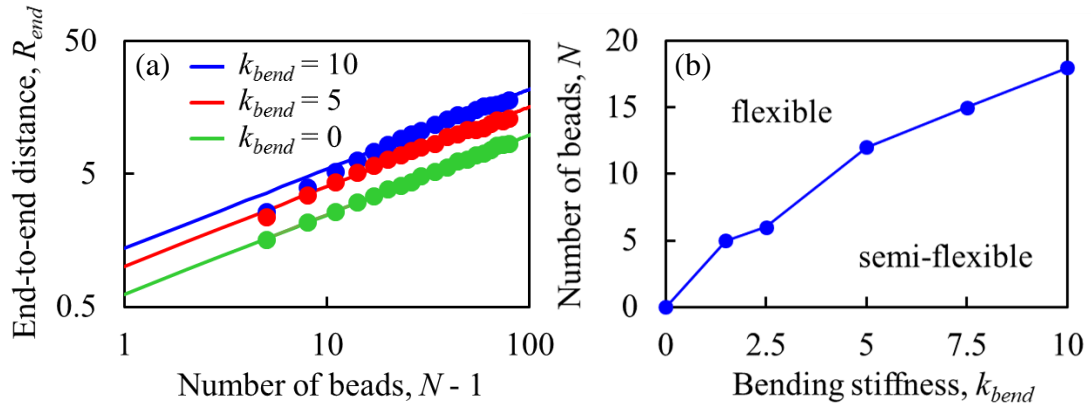 50
5
0.5
End-to-end distance, R_end
(a)
k_bend = 10
k_bend = 5
k_bend = 0
1
10
100
Number of beads, N - 1
20
15
10
5
0
Number of beads, N
(b)
flexible
semi-flexible
0
2.5
5
7.5
10
Bending stiffness, k_bend